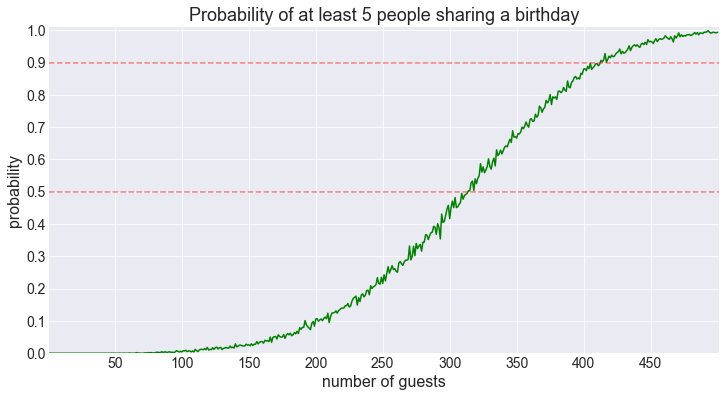 Probability of at least 5 people sharing a birthday
1.0
0.9
0.8
0.7
0.6
0.5
0.4
0.3
0.2
0.1
0.0
probability
50 100 150 200 250 300 350 400 450
number of guests